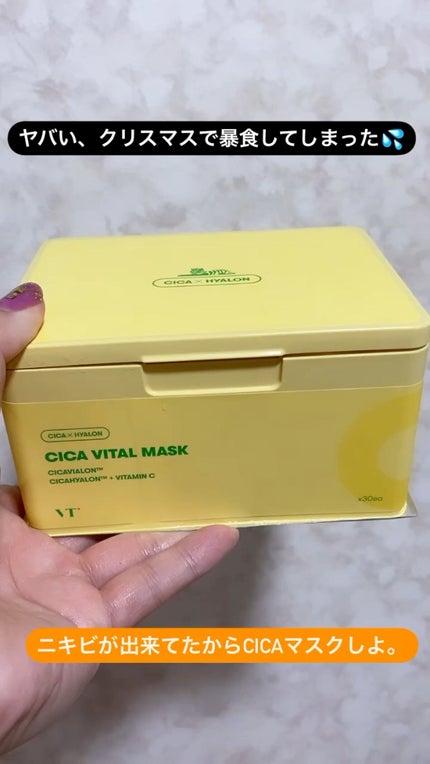 ヤバい、クリスマスで暴食してしまった💦
CICA × HYALON
CICA × HYALON
CICA VITAL MASK
CICAVIALON™
CICAHYALON™ + VITAMIN C
VT
ニキビが出来てたからCICAマスクしよ。